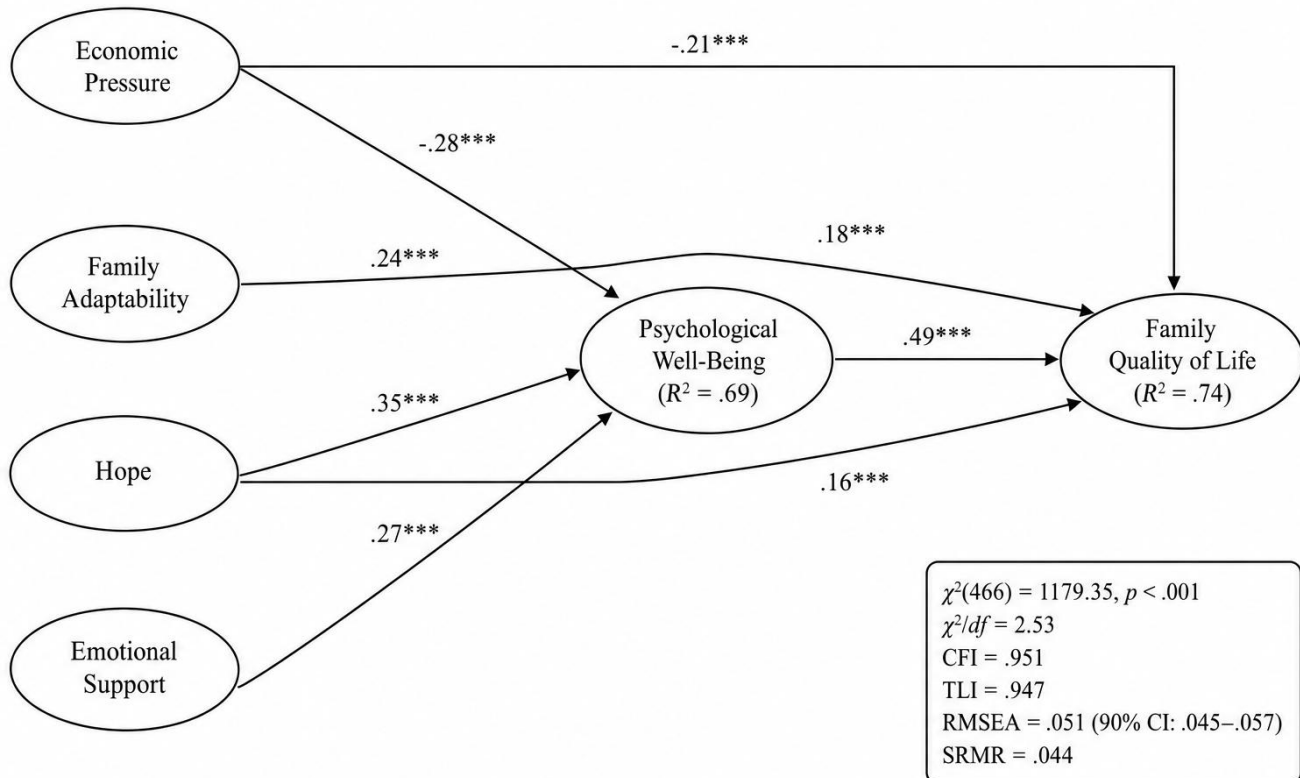 Economic
Pressure
-.21***
-.28***
Family
Adaptability
.24***
.18***
Psychological
Well-Being
(R² = .69)
.49***
Family
Quality of Life
(R² = .74)
Hope
.35***
.16***
.27***
Emotional
Support
χ²(466) = 1179.35, p < .001
χ²/df = 2.53
CFI = .951
TLI = .947
RMSEA = .051 (90% CI: .045–.057)
SRMR = .044